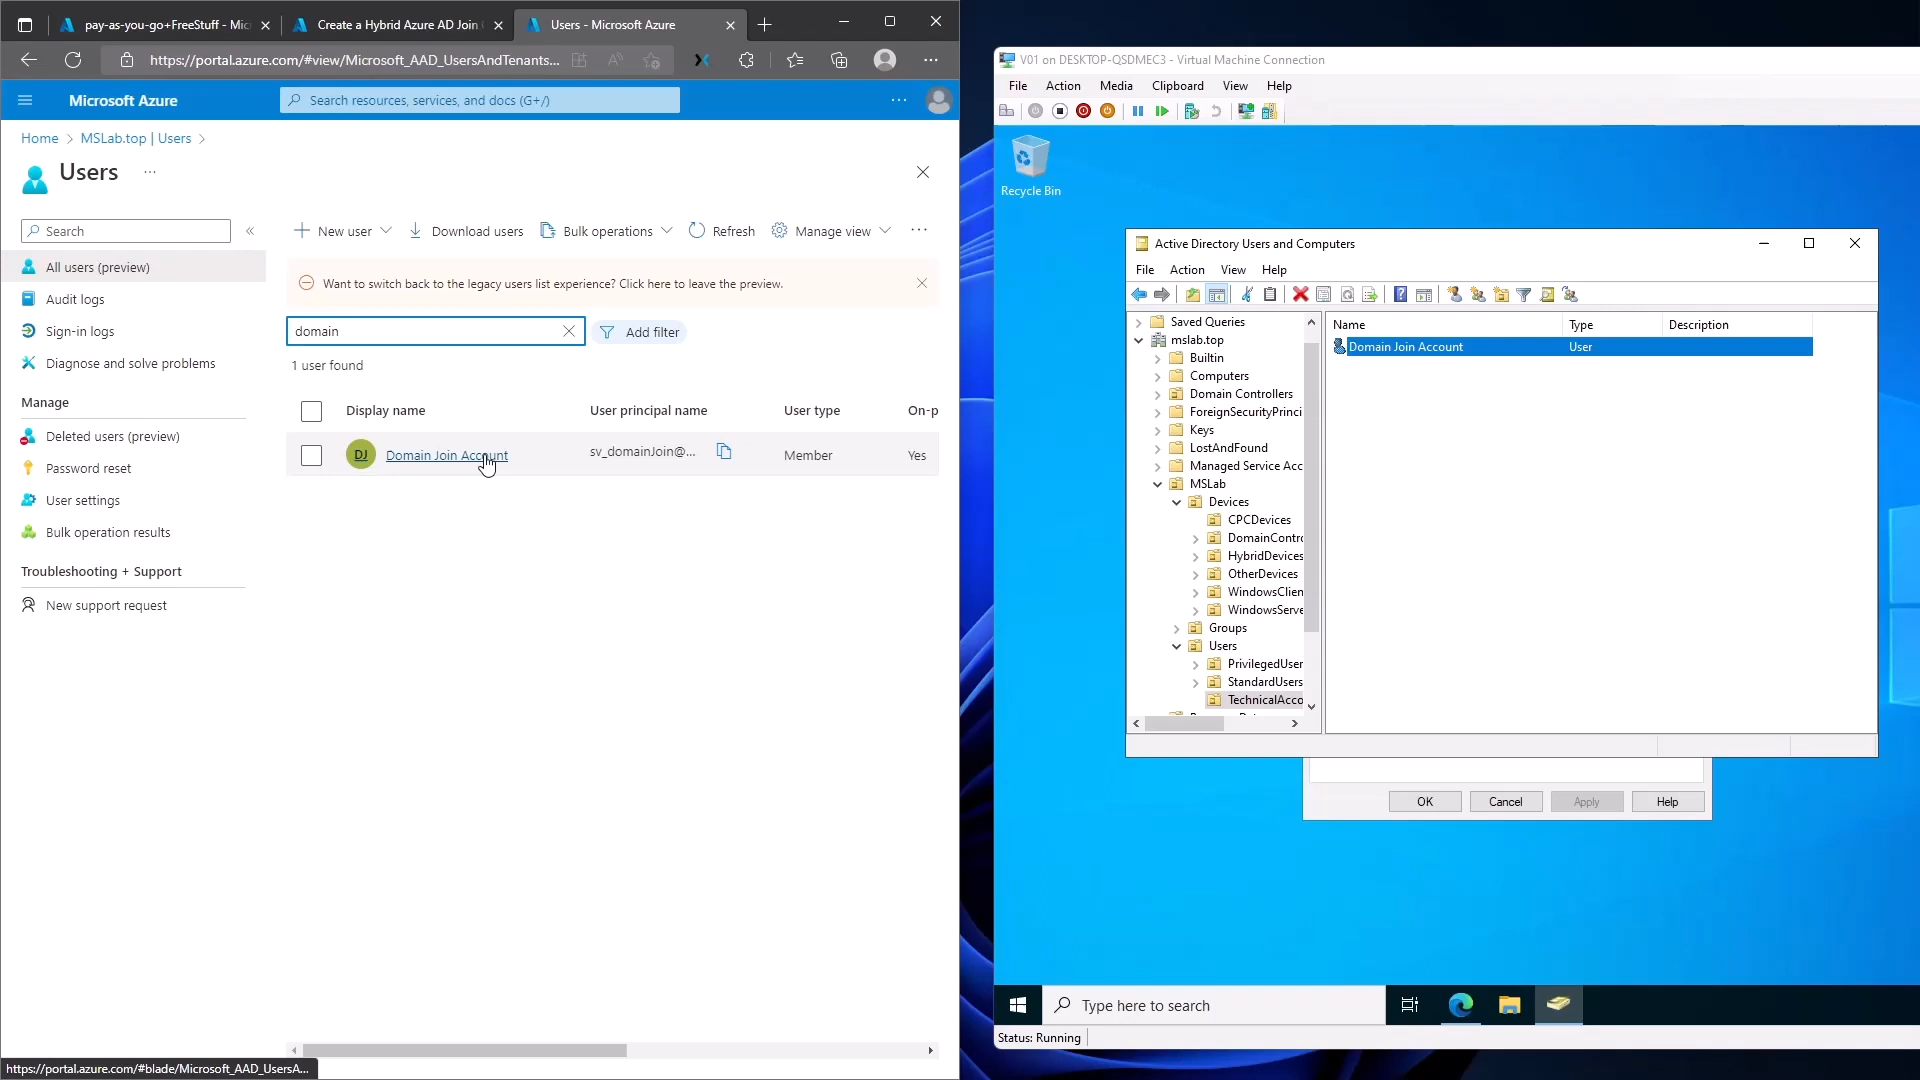 pay-as-you-go+FreeStuff - Mic
Create a Hybrid Azure AD Join
Users - Microsoft Azure
https://portal.azure.com/#view/Microsoft_AAD_UsersAndTenants...
Microsoft Azure
Search resources, services, and docs (G+/)
Home > MSLab.top | Users >
Users
Search
All users (preview)
Audit logs
Sign-in logs
Diagnose and solve problems
Manage
Deleted users (preview)
Password reset
User settings
Bulk operation results
Troubleshooting + Support
New support request
New user
Download users
Bulk operations
Refresh
Manage view
Want to switch back to the legacy users list experience? Click here to leave the preview.
domain
Add filter
1 user found
Display name
User principal name
User type
On-p
DJ
Domain Join Account
sv_domainJoin@...
Member
Yes
https://portal.azure.com/#blade/Microsoft_AAD_UsersA...
V01 on DESKTOP-QSDMEC3 - Virtual Machine Connection
File Action Media Clipboard View Help
Recycle Bin
Active Directory Users and Computers
File Action View Help
Saved Queries
mslab.top
Builtin
Computers
Domain Controllers
ForeignSecurityPrinci
Keys
LostAndFound
Managed Service Acc
MSLab
Devices
CPCDevices
DomainContro
HybridDevices
OtherDevices
WindowsClien
WindowsServe
Groups
Users
PrivilegedUser
StandardUsers
TechnicalAcco
Name Type Description
Domain Join Account User
OK Cancel Apply Help
Type here to search
Status: Running